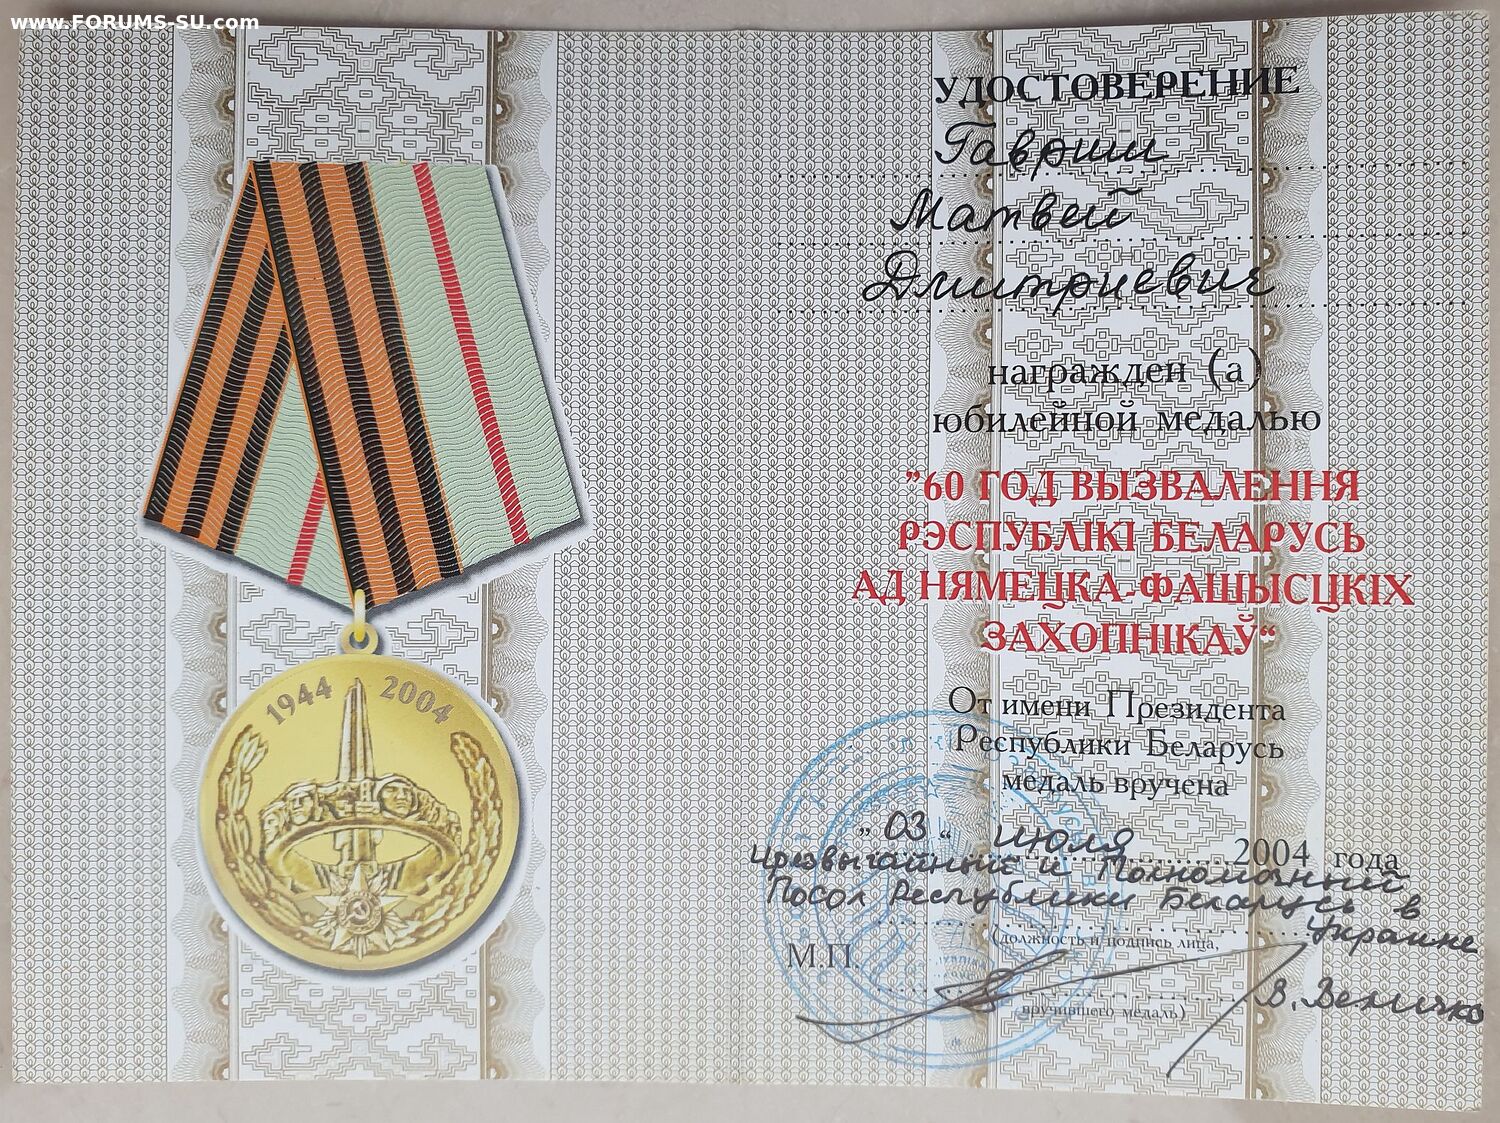 www.FORUMS-SU.com
1944 2004
УДОСТОВЕРЕНИЕ
Гавриш
Матвей
Дмитриевич
награжден (а)
юбилейной медалью
"60 ГОД ВЫЗВАЛЕННЯ
РЭСПУБЛІКІ БЕЛАРУСЬ
АД НЯМЕЦКА-ФАШЫСЦКІХ
ЗАХОПНІКАЎ"
От имени Президента
Республики Беларусь
медаль вручена
"03" июля 2004 года
Чрезвычайный и Полномочный
Посол Республики Беларусь в
Украине
(должность и подпись лица,
М.П.
В. Величко
вручившего медаль)